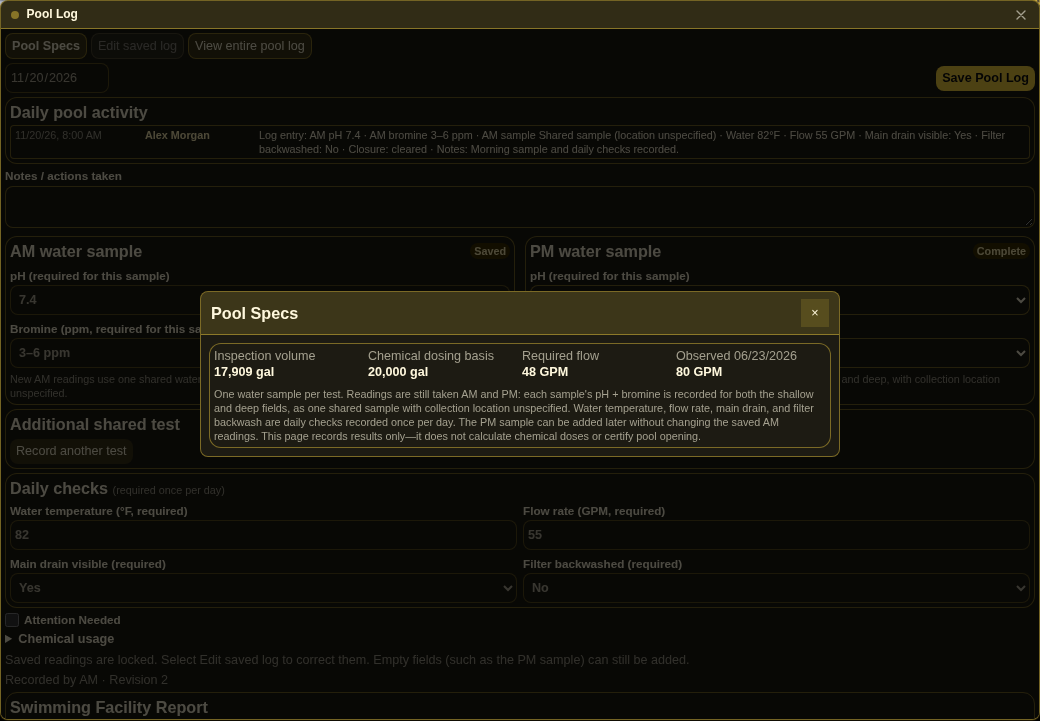 Pool Log
Pool Specs
Edit saved log
View entire pool log
11/20/2026
Save Pool Log
Daily pool activity
11/20/26, 8:00 AM
Alex Morgan
Log entry: AM pH 7.4 · AM bromine 3–6 ppm · AM sample Shared sample (location unspecified) · Water 82°F · Flow 55 GPM · Main drain visible: Yes · Filter
backwashed: No · Closure: cleared · Notes: Morning sample and daily checks recorded.
Notes / actions taken
AM water sample
Saved
PM water sample
Complete
pH (required for this sample)
pH (required for this sample)
7.4
Bromine (ppm, required for this sa
3–6 ppm
New AM readings use one shared water
unspecified.
and deep, with collection location
Pool Specs
×
Inspection volume
17,909 gal
Chemical dosing basis
20,000 gal
Required flow
48 GPM
Observed 06/23/2026
80 GPM
One water sample per test. Readings are still taken AM and PM: each sample's pH + bromine is recorded for both the shallow
and deep fields, as one shared sample with collection location unspecified. Water temperature, flow rate, main drain, and filter
backwash are daily checks recorded once per day. The PM sample can be added later without changing the saved AM
readings. This page records results only—it does not calculate chemical doses or certify pool opening.
Additional shared test
Record another test
Daily checks (required once per day)
Water temperature (°F, required)
Flow rate (GPM, required)
82
55
Main drain visible (required)
Filter backwashed (required)
Yes
No
Attention Needed
Chemical usage
Saved readings are locked. Select Edit saved log to correct them. Empty fields (such as the PM sample) can still be added.
Recorded by AM · Revision 2
Swimming Facility Report